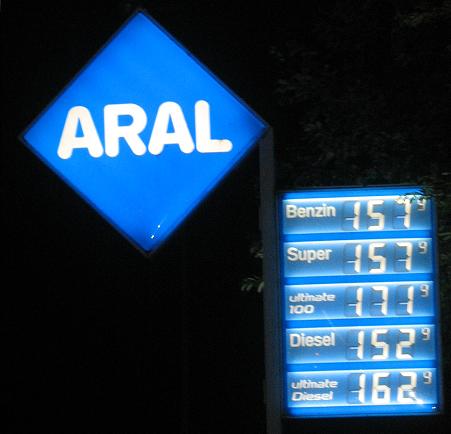 ARAL
Benzin 151 9
Super 157 9
ultimate 100 171 9
Diesel 152 9
ultimate Diesel 162 9